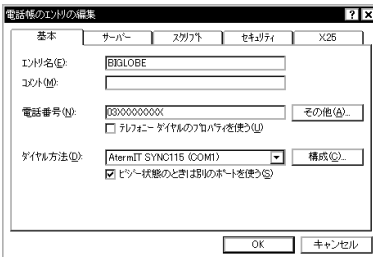 電話帳のエントリの編集
基本 サーバー スクリプト セキュリティ X.25
エントリ名(E): BIGLOBE
コメント(M):
電話番号(N): 03XXXXXXXX その他(A)...
テレフォニー ダイヤルのプロパティを使う(U)
ダイヤル方法(D): AtermIT SYNC115 (COM1) 構成(C)...
ビジー状態のときは別のポートを使う(S)
OK キャンセル